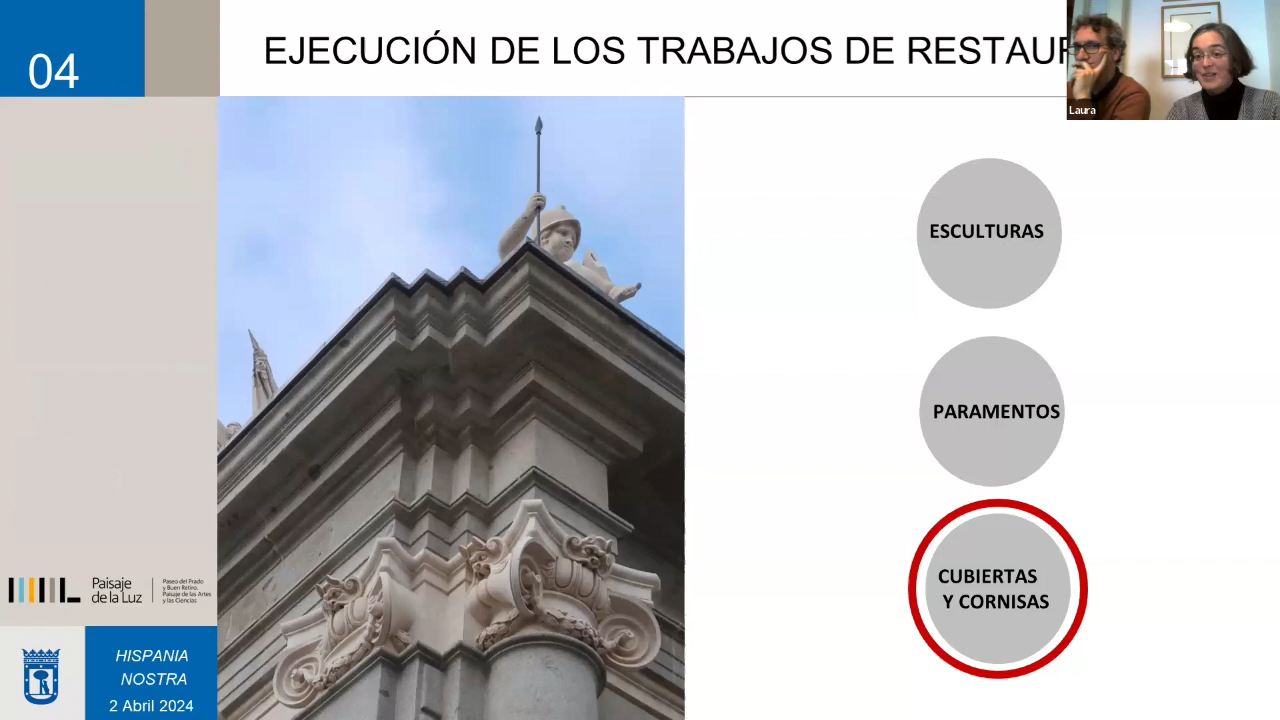 04
EJECUCIÓN DE LOS TRABAJOS DE RESTAUR
Laura
ESCULTURAS
PARAMENTOS
CUBIERTAS
Y CORNISAS
Paisaje
de la Luz
Paseo del Prado
y Buen Retiro.
Paisaje de las Artes
y las Ciencias
HISPANIA
NOSTRA
2 Abril 2024